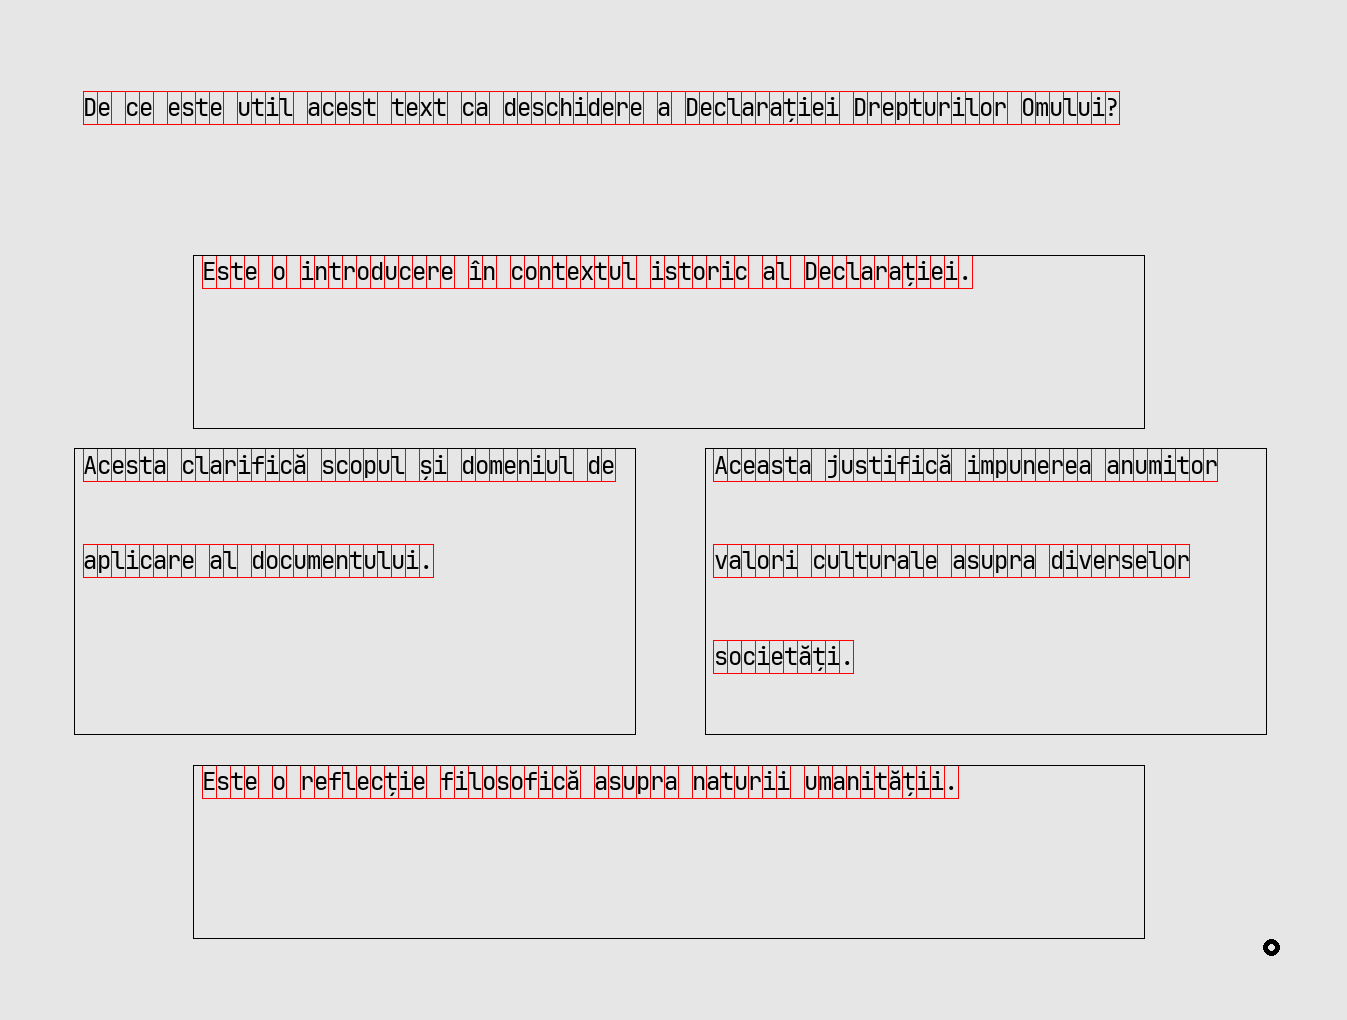 De ce este util acest text ca deschidere a Declarației Drepturilor Omului?
Este o introducere în contextul istoric al Declarației.
Acesta clarifică scopul și domeniul de
aplicare al documentului.
Aceasta justifică impunerea anumitor
valori culturale asupra diverselor
societăți.
Este o reflecție filosofică asupra naturii umanității.